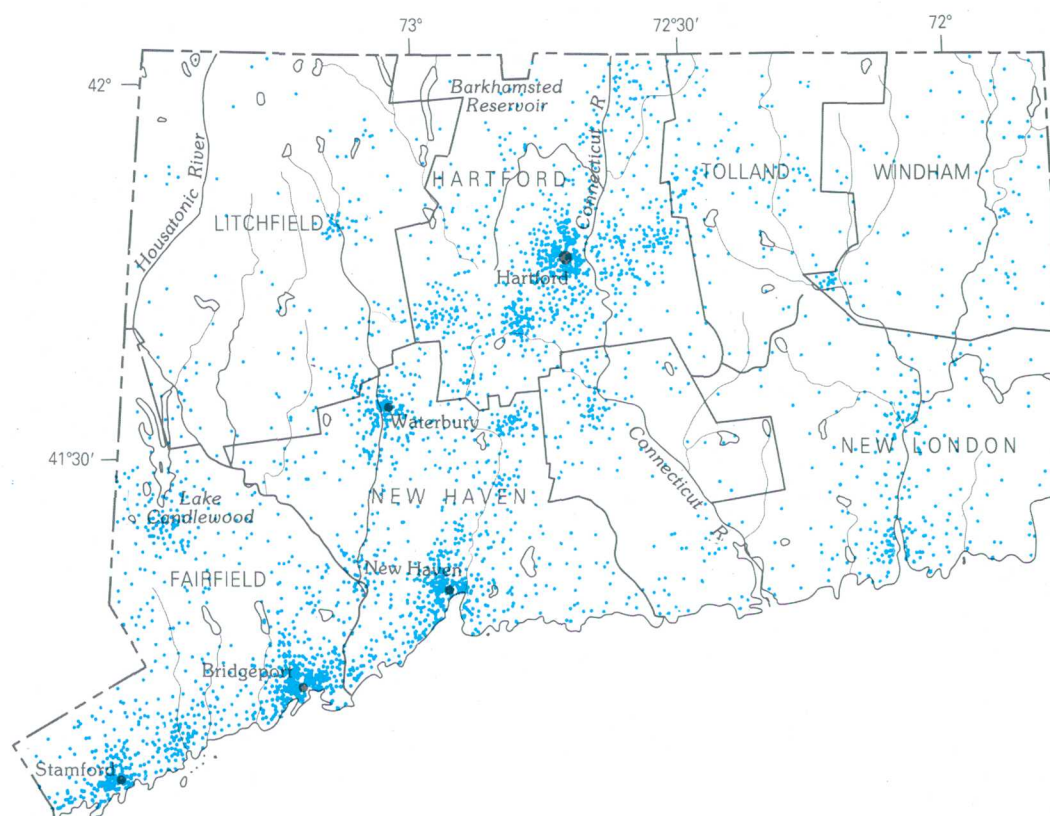 73°
72°30'
72°
42°
Barkhamsted
Reservoir
Connecticut R
Housatonic River
HARTFORD
TOLLAND
WINDHAM
LITCHFIELD
Hartford
Waterbury
41°30'
NEW LONDON
Connecticut R.
NEW HAVEN
Lake
Candlewood
New Haven
FAIRFIELD
Bridgeport
Stamford